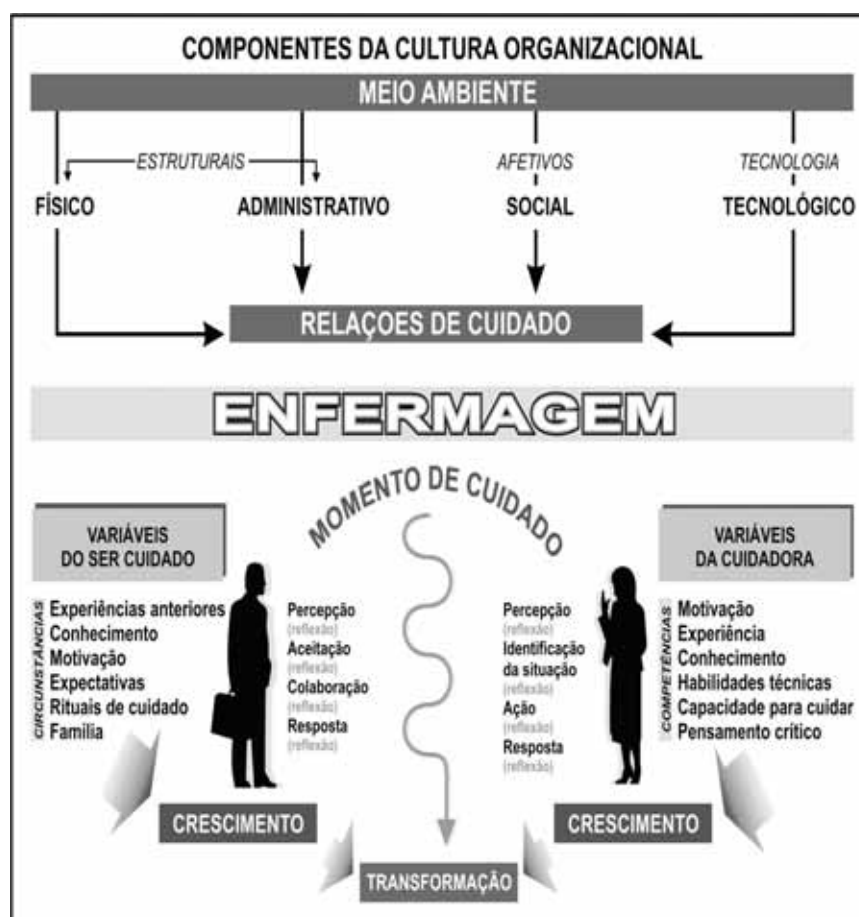 COMPONENTES DA CULTURA ORGANIZACIONAL
MEIO AMBIENTE
ESTRUTURAIS
AFETIVOS
TECNOLOGIA
FÍSICO
ADMINISTRATIVO
SOCIAL
TECNOLÓGICO
RELAÇOES DE CUIDADO
ENFERMAGEM
MOMENTO DE CUIDADO
VARIÁVEIS
DO SER CUIDADO
CIRCUNSTÂNCIAS
Experiências anteriores
Conhecimento
Motivação
Expectativas
Rituais de cuidado
Família
Percepção
(reflexão)
Aceitação
(reflexão)
Colaboração
(reflexão)
Resposta
(reflexão)
Percepção
(reflexão)
Identificação
da situação
(reflexão)
Ação
(reflexão)
Resposta
(reflexão)
VARIÁVEIS
DA CUIDADORA
COMPETÊNCIAS
Motivação
Experiência
Conhecimento
Habilidades técnicas
Capacidade para cuidar
Pensamento crítico
CRESCIMENTO
CRESCIMENTO
TRANSFORMAÇÃO